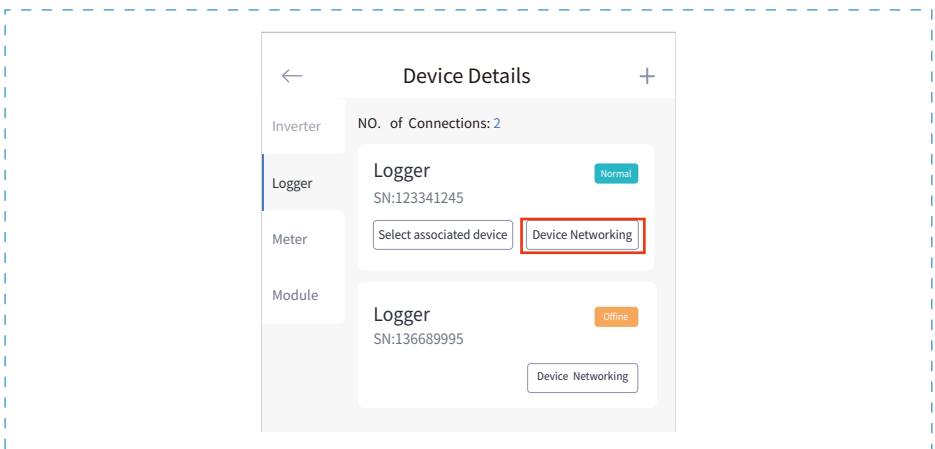 Device Details
Inverter
Logger
Meter
Module
NO. of Connections: 2
Logger
Normal
SN:123341245
Select associated device
Device Networking
Logger
Offine
SN:136689995
Device Networking